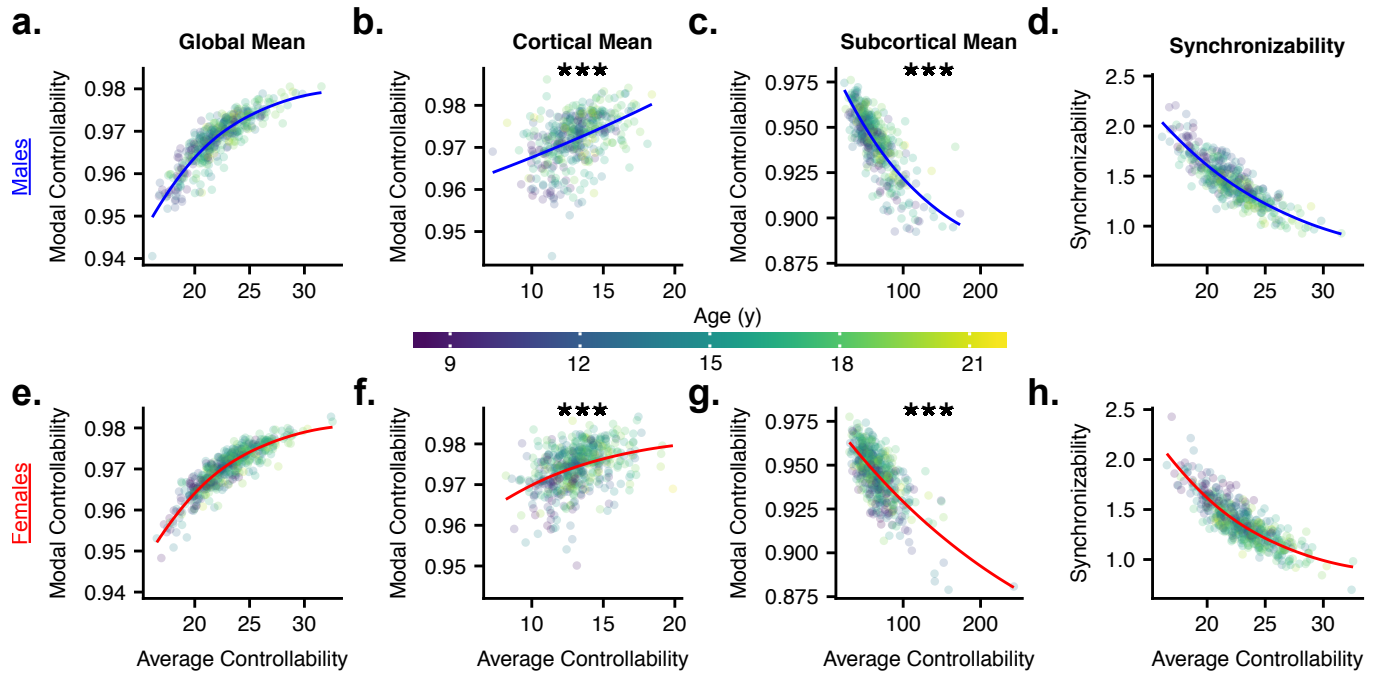 a.
b.
c.
d.
Global Mean
Cortical Mean
Subcortical Mean
Synchronizability
***
***
Males
Modal Controllability
0.98
0.97
0.96
0.95
0.94
20
25
30
Modal Controllability
0.98
0.97
0.96
0.95
10
15
20
Modal Controllability
0.975
0.950
0.925
0.900
0.875
100
200
Synchronizability
2.5
2.0
1.5
1.0
20
25
30
Age (y)
9
12
15
18
21
e.
f.
g.
h.
***
***
Females
Modal Controllability
0.98
0.97
0.96
0.95
0.94
20
25
30
Average Controllability
Modal Controllability
0.98
0.97
0.96
0.95
10
15
20
Average Controllability
Modal Controllability
0.975
0.950
0.925
0.900
0.875
100
200
Average Controllability
Synchronizability
2.5
2.0
1.5
1.0
20
25
30
Average Controllability